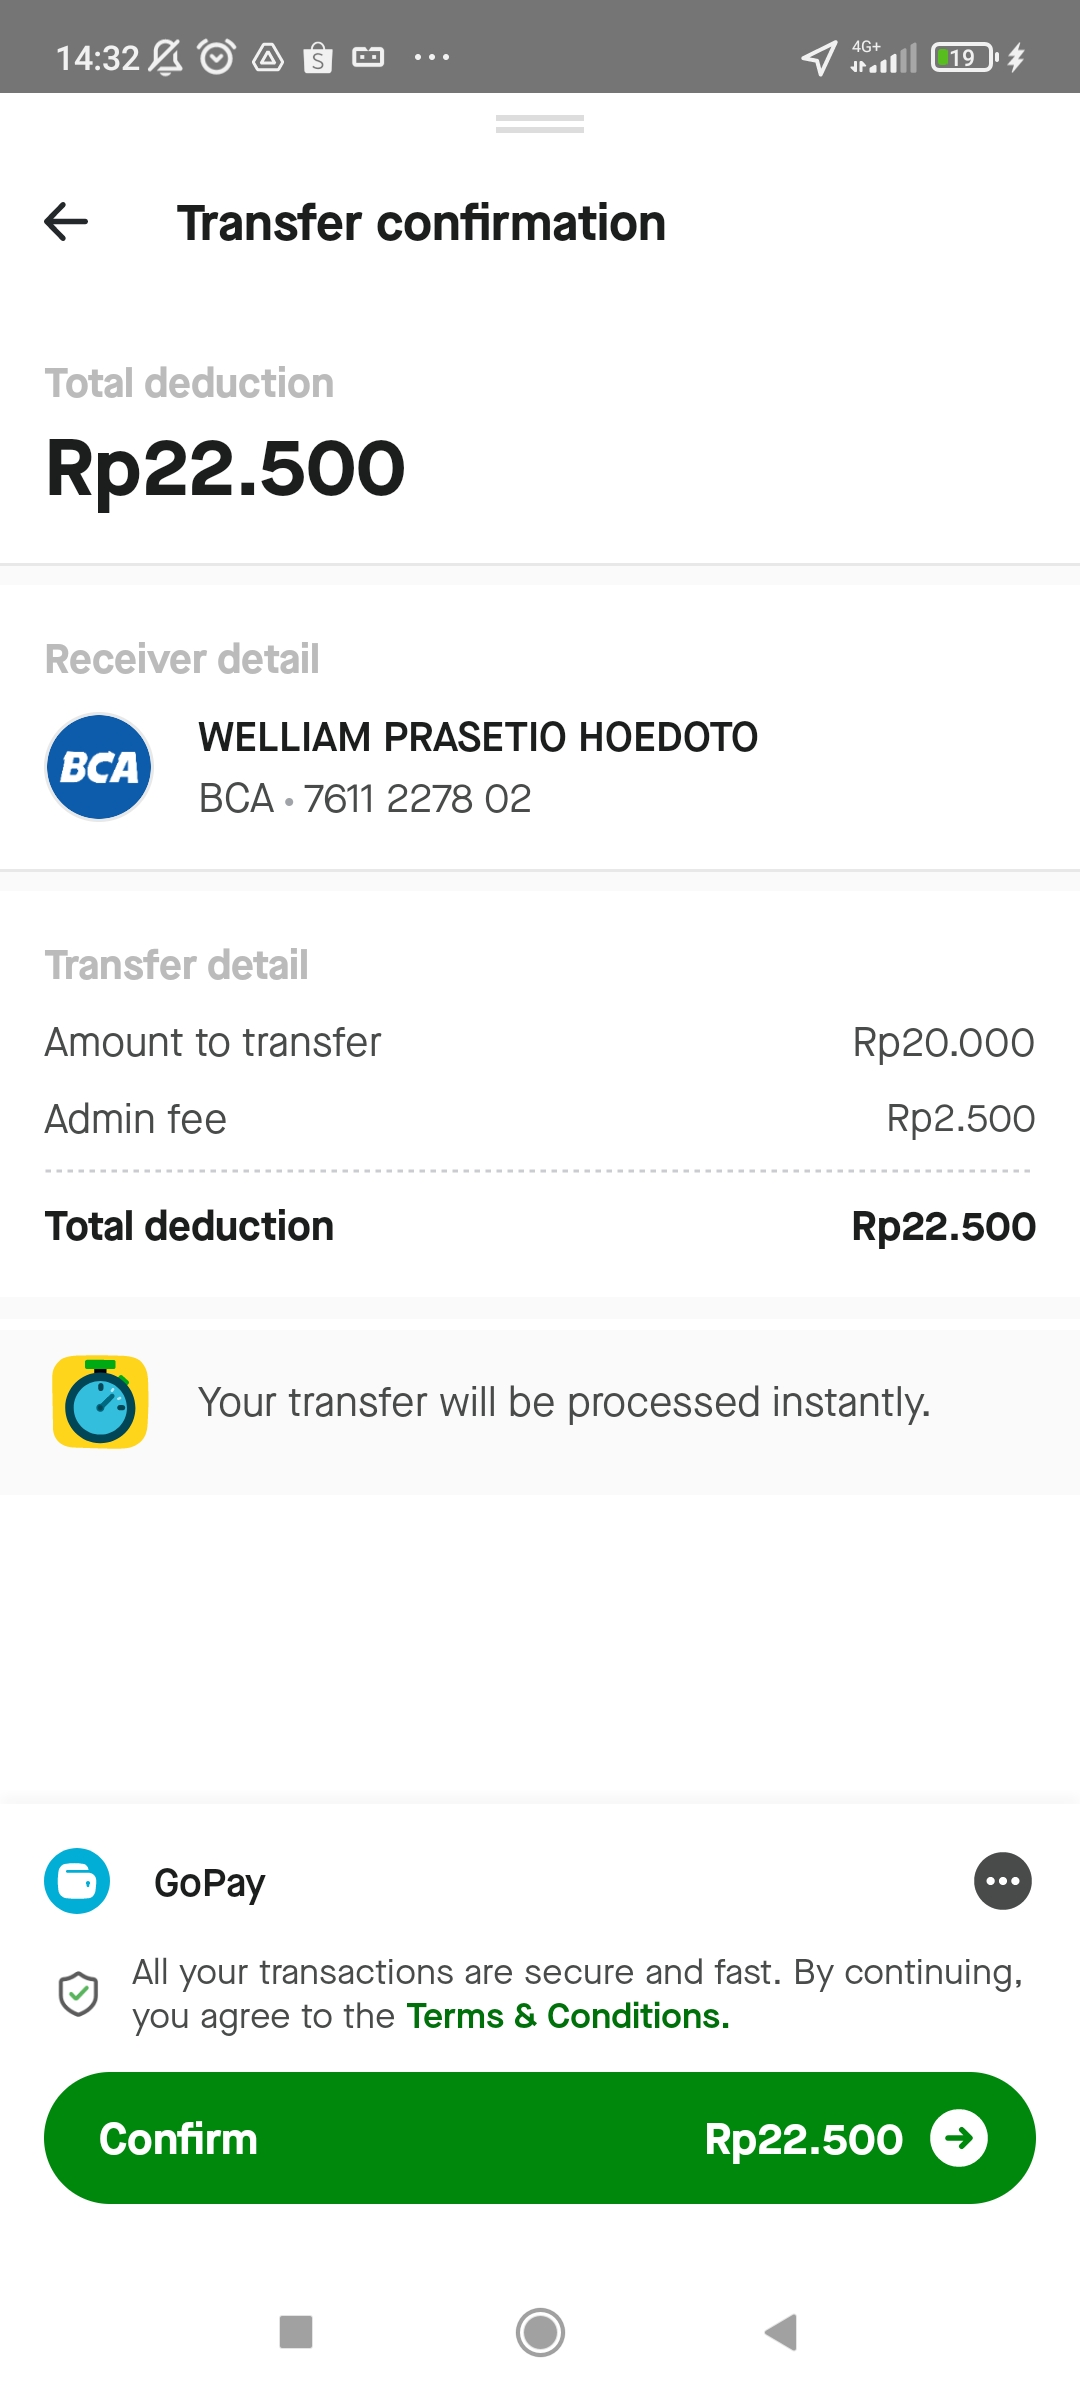 14:32
4G+
19
Transfer confirmation
Total deduction
Rp22.500
Receiver detail
BCA
WELLIAM PRASETIO HOEDOTO
BCA • 7611 2278 02
Transfer detail
Amount to transfer Rp20.000
Admin fee Rp2.500
Total deduction Rp22.500
Your transfer will be processed instantly.
GoPay
All your transactions are secure and fast. By continuing,
you agree to the Terms & Conditions.
Confirm Rp22.500